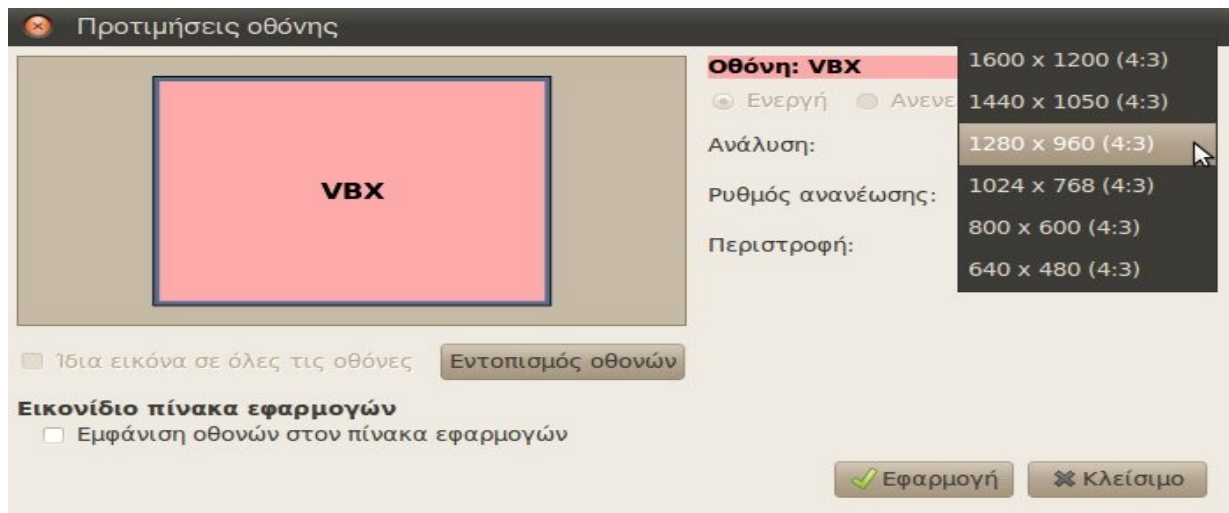 Προτιμήσεις οθόνης
VBX
Οθόνη: VBX
Ενεργή
Ανάλυση:
Ρυθμός ανανέωσης:
Περιστροφή:
1600 x 1200 (4:3)
1440 x 1050 (4:3)
1280 x 960 (4:3)
1024 x 768 (4:3)
800 x 600 (4:3)
640 x 480 (4:3)
Ίδια εικόνα σε όλες τις οθόνες
Εντοπισμός οθονών
Εικονίδιο πίνακα εφαρμογών
Εμφάνιση οθονών στον πίνακα εφαρμογών
Εφαρμογή
Κλείσιμο